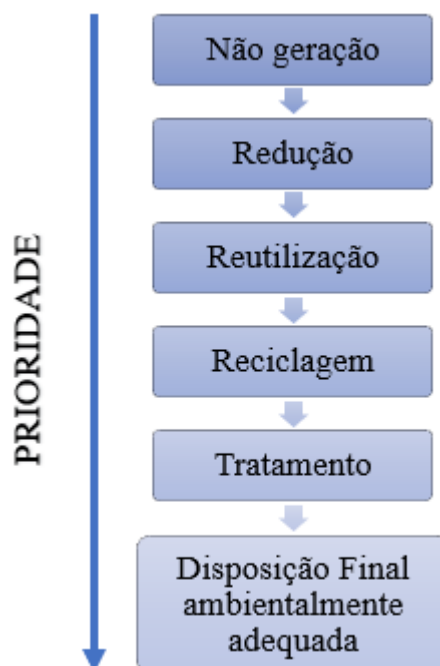 PRIORIDADE
Não geração
Redução
Reutilização
Reciclagem
Tratamento
Disposição Final
ambientalmente
adequada